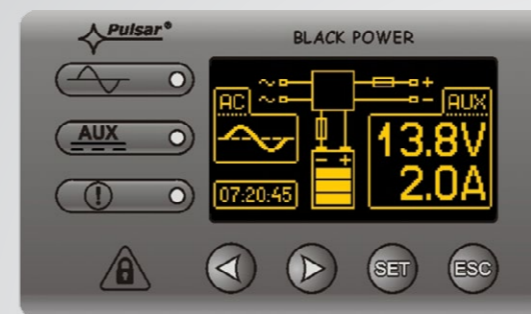 Pulsar®
BLACK POWER
AC
AUX
AUX
13.8V
2.0A
07:20:45
SET
ESC